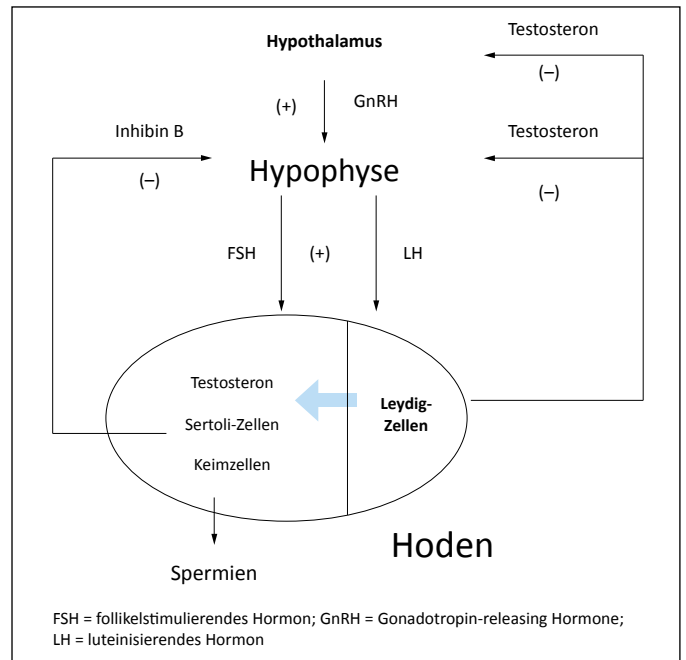 Testosteron
Hypothalamus
(–)
(+)
GnRH
Inhibin B
Testosteron
(–)
Hypophyse
(–)
FSH
(+)
LH
Testosteron
Leydig-
Zellen
Sertoli-Zellen
Keimzellen
Hoden
Spermien
FSH = follikelstimulierendes Hormon; GnRH = Gonadotropin-releasing Hormone;
LH = luteinisierendes Hormon